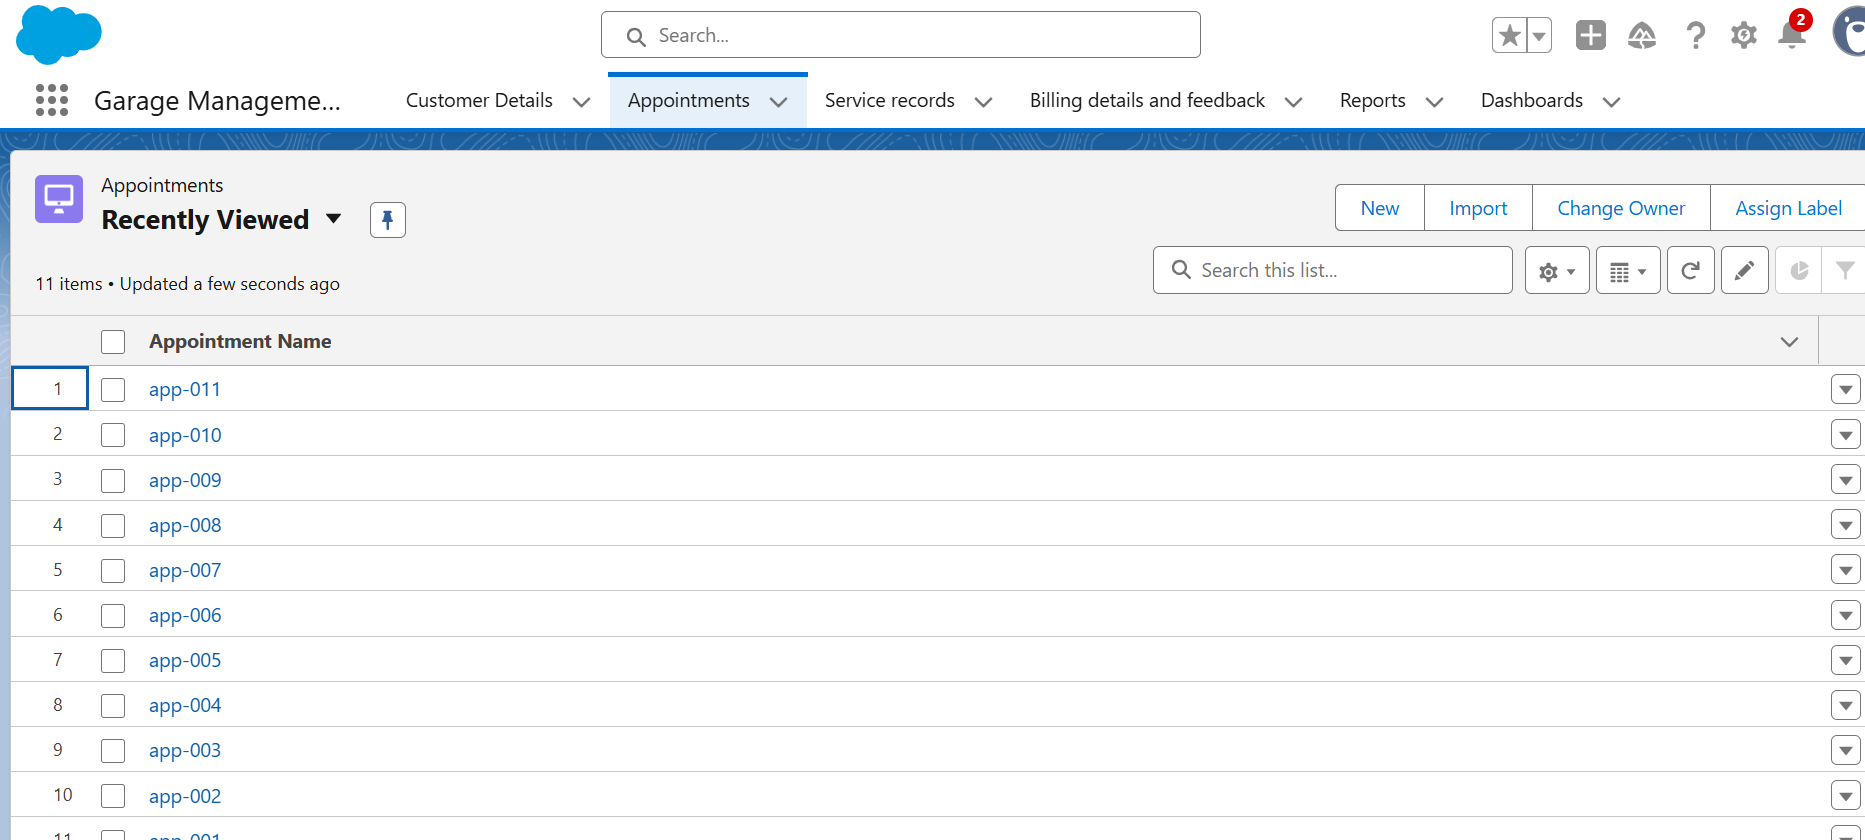 Search...
2
Garage Manageme...
Customer Details
Appointments
Service records
Billing details and feedback
Reports
Dashboards
Appointments
Recently Viewed
New
Import
Change Owner
Assign Label
11 items • Updated a few seconds ago
Search this list...
Appointment Name
1 app-011
2 app-010
3 app-009
4 app-008
5 app-007
6 app-006
7 app-005
8 app-004
9 app-003
10 app-002
11 app-001